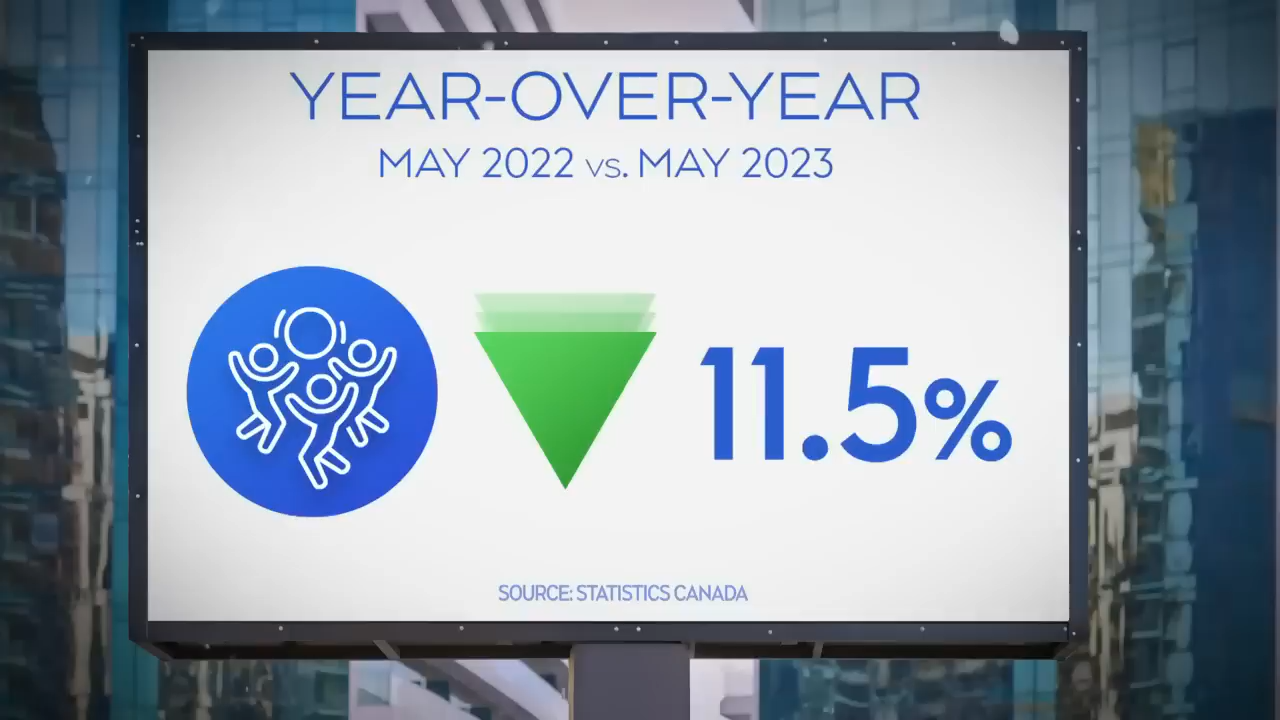 YEAR-OVER-YEAR
MAY 2022 vs. MAY 2023
11.5%
SOURCE: STATISTICS CANADA